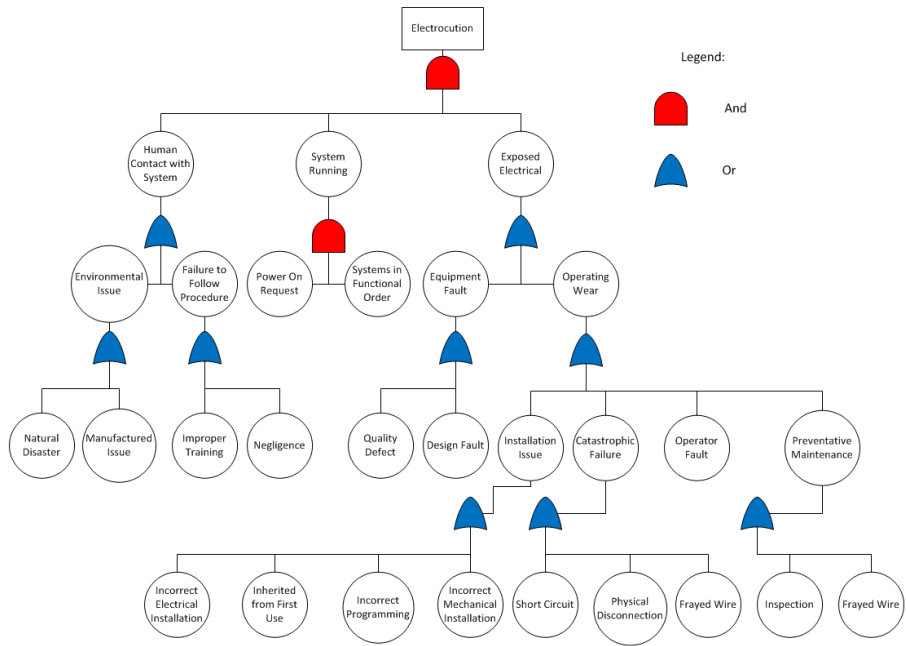 Electrocution
Legend:
And
Or
Human
Contact with
System
System
Running
Exposed
Electrical
Environmental
Issue
Failure to
Follow
Procedure
Power On
Request
Systems in
Functional
Order
Equipment
Fault
Operating
Wear
Natural
Disaster
Manufactured
Issue
Improper
Training
Negligence
Quality
Defect
Design Fault
Installation
Issue
Catastrophic
Failure
Operator
Fault
Preventative
Maintenance
Incorrect
Electrical
Installation
Inherited
from First
Use
Incorrect
Programming
Incorrect
Mechanical
Installation
Short Circuit
Physical
Disconnection
Frayed Wire
Inspection
Frayed Wire